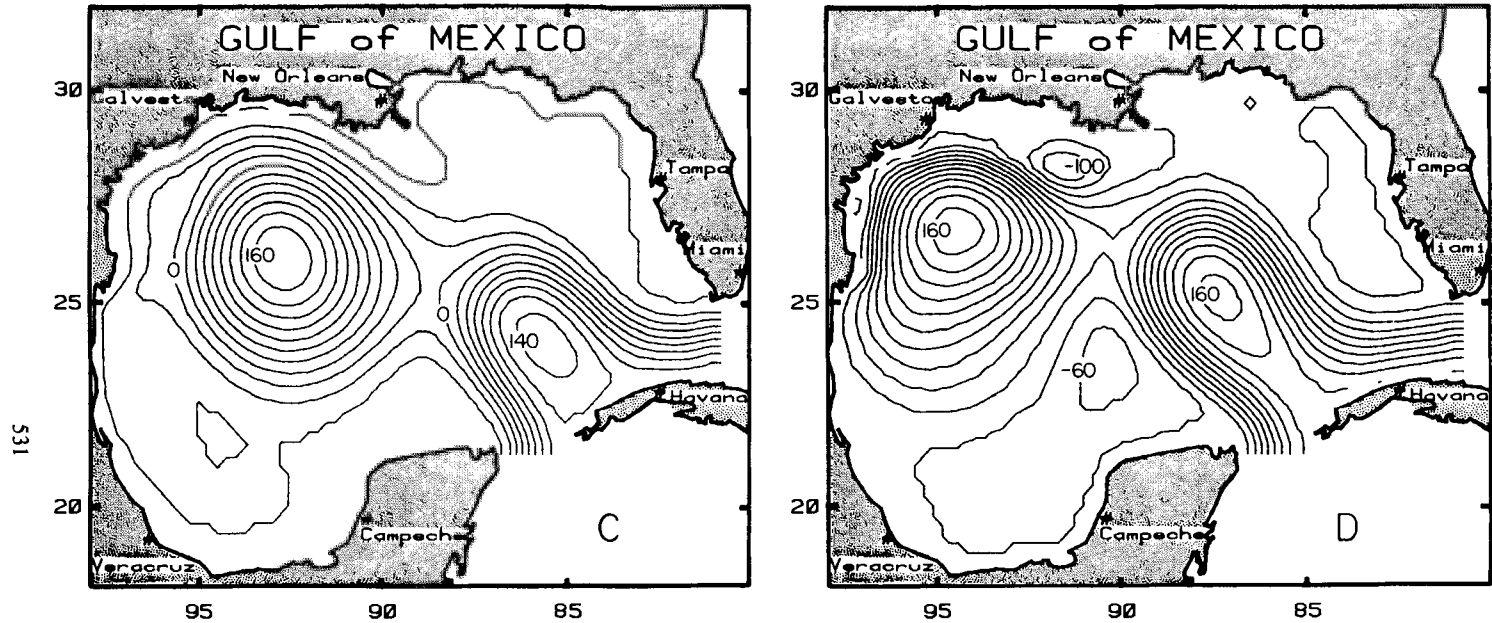 GULF of MEXICO
New Orleans
30
Galvesto
Tampa
Miami
160
0
25
0
140
Havana
20
Campeche
C
Veracruz
95
90
85
GULF of MEXICO
New Orleans
30
Galvesto
-100
Tampa
160
Miami
25
160
-60
Havana
20
Campeche
D
Veracruz
95
90
85
531